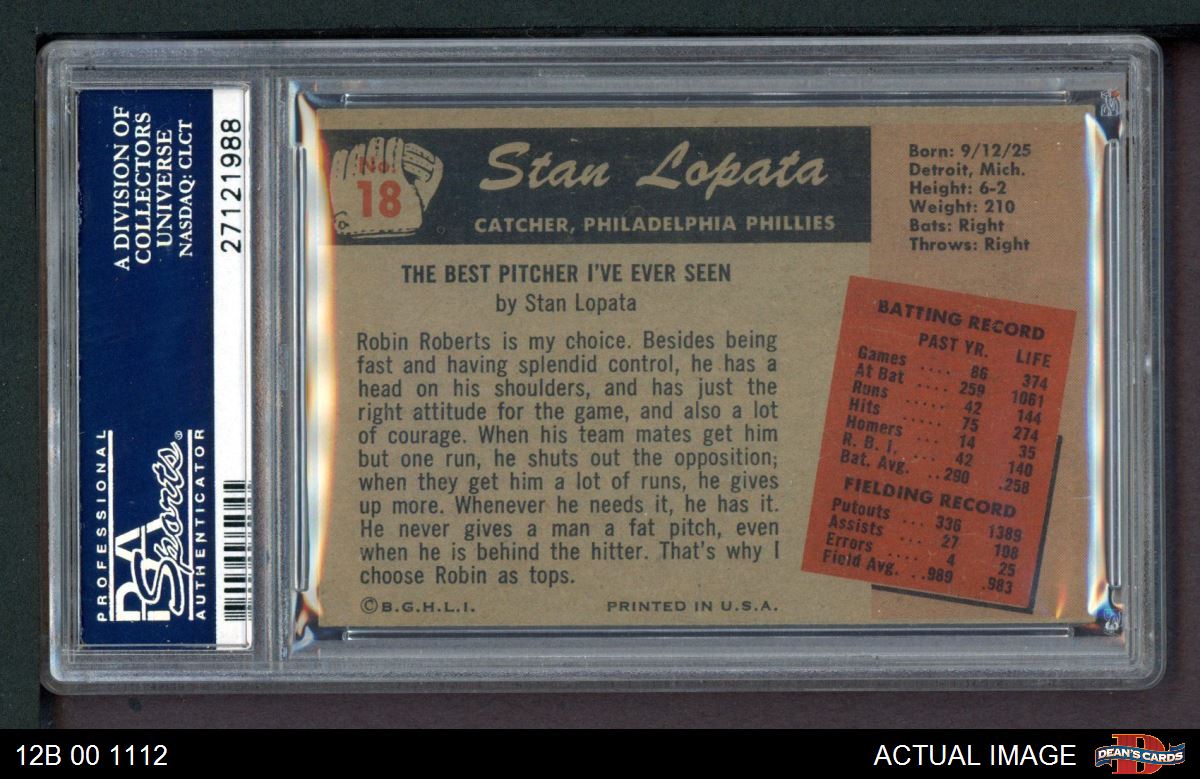 A DIVISION OF
COLLECTORS
UNIVERSE
NASDAQ: CLCT
27121988
PROFESSIONAL
PSA
Sports®
AUTHENTICATOR
No.
18
Stan Lopata
CATCHER, PHILADELPHIA PHILLIES
Born: 9/12/25
Detroit, Mich.
Height: 6-2
Weight: 210
Bats: Right
Throws: Right
THE BEST PITCHER I'VE EVER SEEN
by Stan Lopata
Robin Roberts is my choice. Besides being
fast and having splendid control, he has a
head on his shoulders, and has just the
right attitude for the game, and also a lot
of courage. When his team mates get him
but one run, he shuts out the opposition;
when they get him a lot of runs, he gives
up more. Whenever he needs it, he has it.
He never gives a man a fat pitch, even
when he is behind the hitter. That's why I
choose Robin as tops.
©B.G.H.L.I. PRINTED IN U.S.A.
BATTING RECORD
PAST YR. LIFE
Games .... 86 374
At Bat .... 259 1061
Runs ..... 42 144
Hits ..... 75 274
Homers ... 14 35
R. B. I. ... 42 140
Bat. Avg. ..290 .258
FIELDING RECORD
Putouts ... 336 1389
Assists ... 27 108
Errors .... 4 25
Field Avg. ..989 .983
12B 00 1112
ACTUAL IMAGE
DEAN'S CARDS